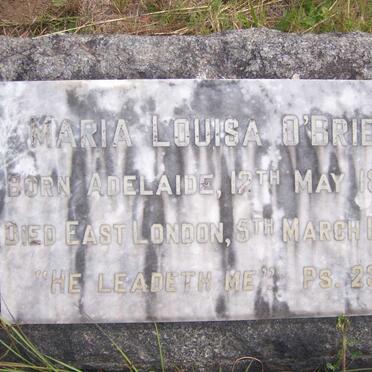 MARIA LOUISA O'BRIE
BORN ADELAIDE, 12TH MAY 18
DIED EAST LONDON, 5TH MARCH
"HE LEADETH ME" PS. 23